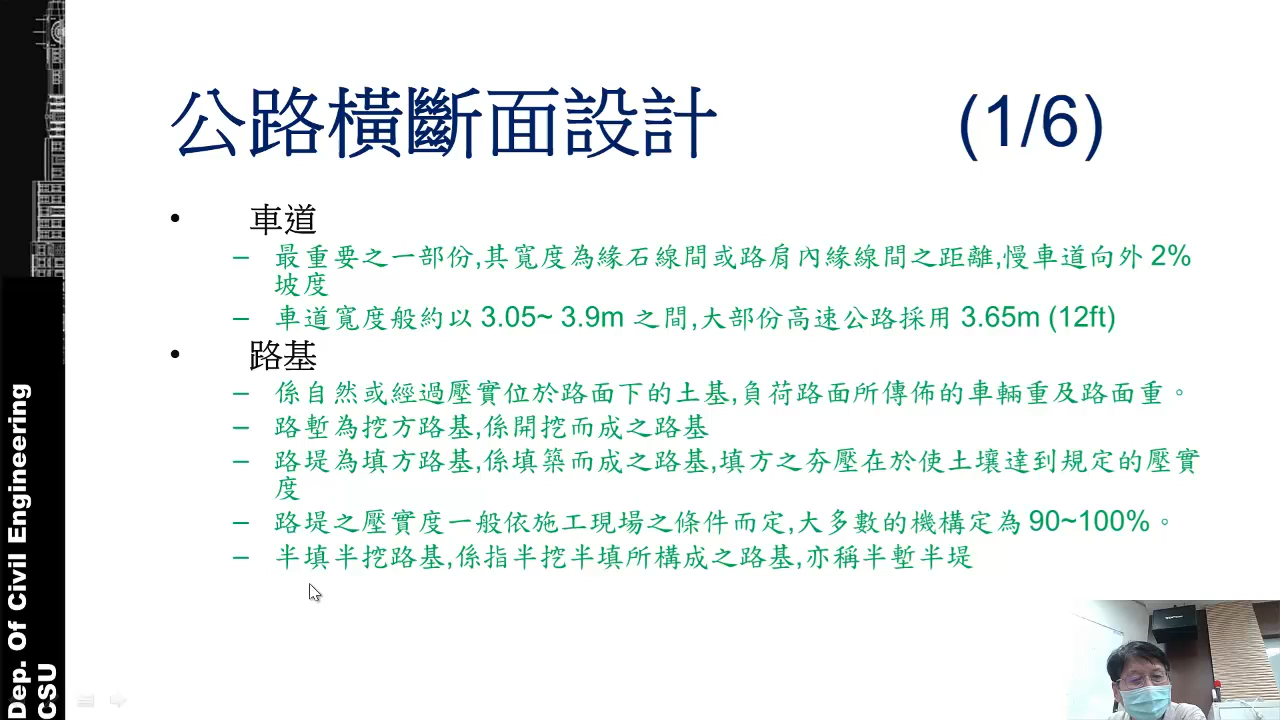 公路橫斷面設計 (1/6)
• 車道
– 最重要之一部份,其寬度為緣石線間或路肩內緣線間之距離,慢車道向外 2%
坡度
– 車道寬度般約以 3.05~ 3.9m 之間,大部份高速公路採用 3.65m (12ft)
• 路基
– 係自然或經過壓實位於路面下的土基,負荷路面所傳佈的車輛重及路面重。
– 路塹為挖方路基,係開挖而成之路基
– 路堤為填方路基,係填築而成之路基,填方之夯壓在於使土壤達到規定的壓實
度
– 路堤之壓實度一般依施工現場之條件而定,大多數的機構定為 90~100%。
– 半填半挖路基,係指半挖半填所構成之路基,亦稱半塹半堤
Dep. Of Civil Engineering
CSU